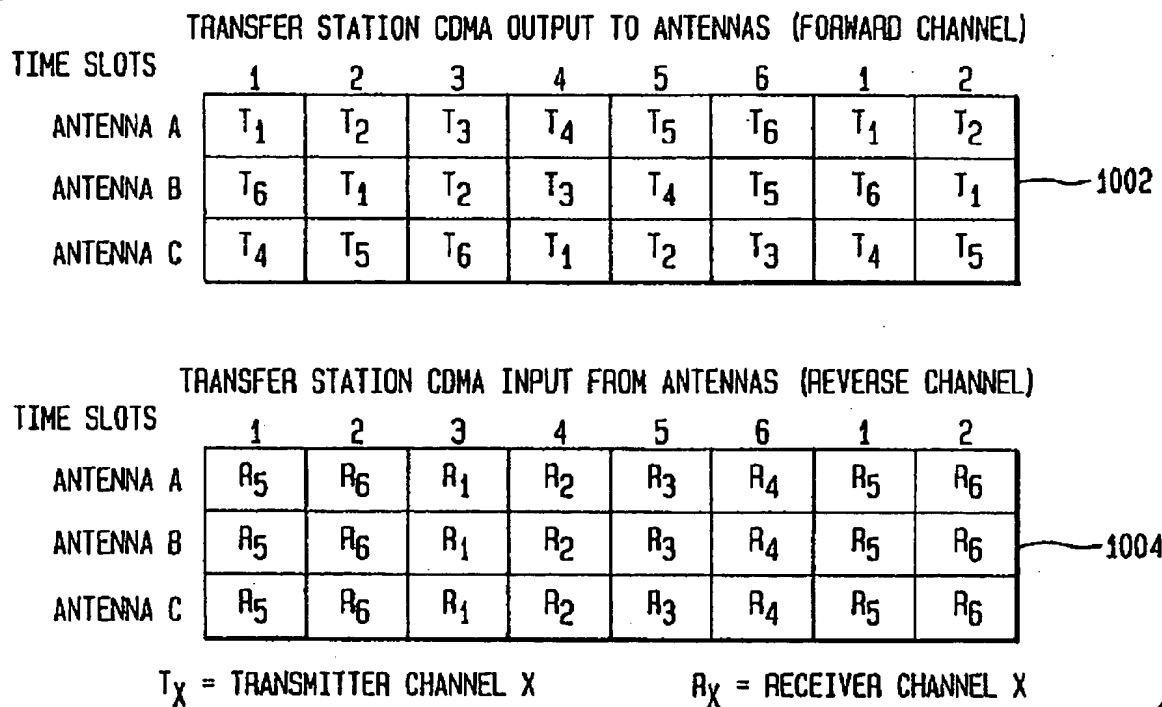 TRANSFER STATION CDMA OUTPUT TO ANTENNAS (FORWARD CHANNEL)
TIME SLOTS 1 2 3 4 5 6 1 2
ANTENNA A T1 T2 T3 T4 T5 T6 T1 T2
ANTENNA B T6 T1 T2 T3 T4 T5 T6 T1 1002
ANTENNA C T4 T5 T6 T1 T2 T3 T4 T5
TRANSFER STATION CDMA INPUT FROM ANTENNAS (REVERSE CHANNEL)
TIME SLOTS 1 2 3 4 5 6 1 2
ANTENNA A R5 R6 R1 R2 R3 R4 R5 R6
ANTENNA B R5 R6 R1 R2 R3 R4 R5 R6 1004
ANTENNA C R5 R6 R1 R2 R3 R4 R5 R6
TX = TRANSMITTER CHANNEL X RX = RECEIVER CHANNEL X